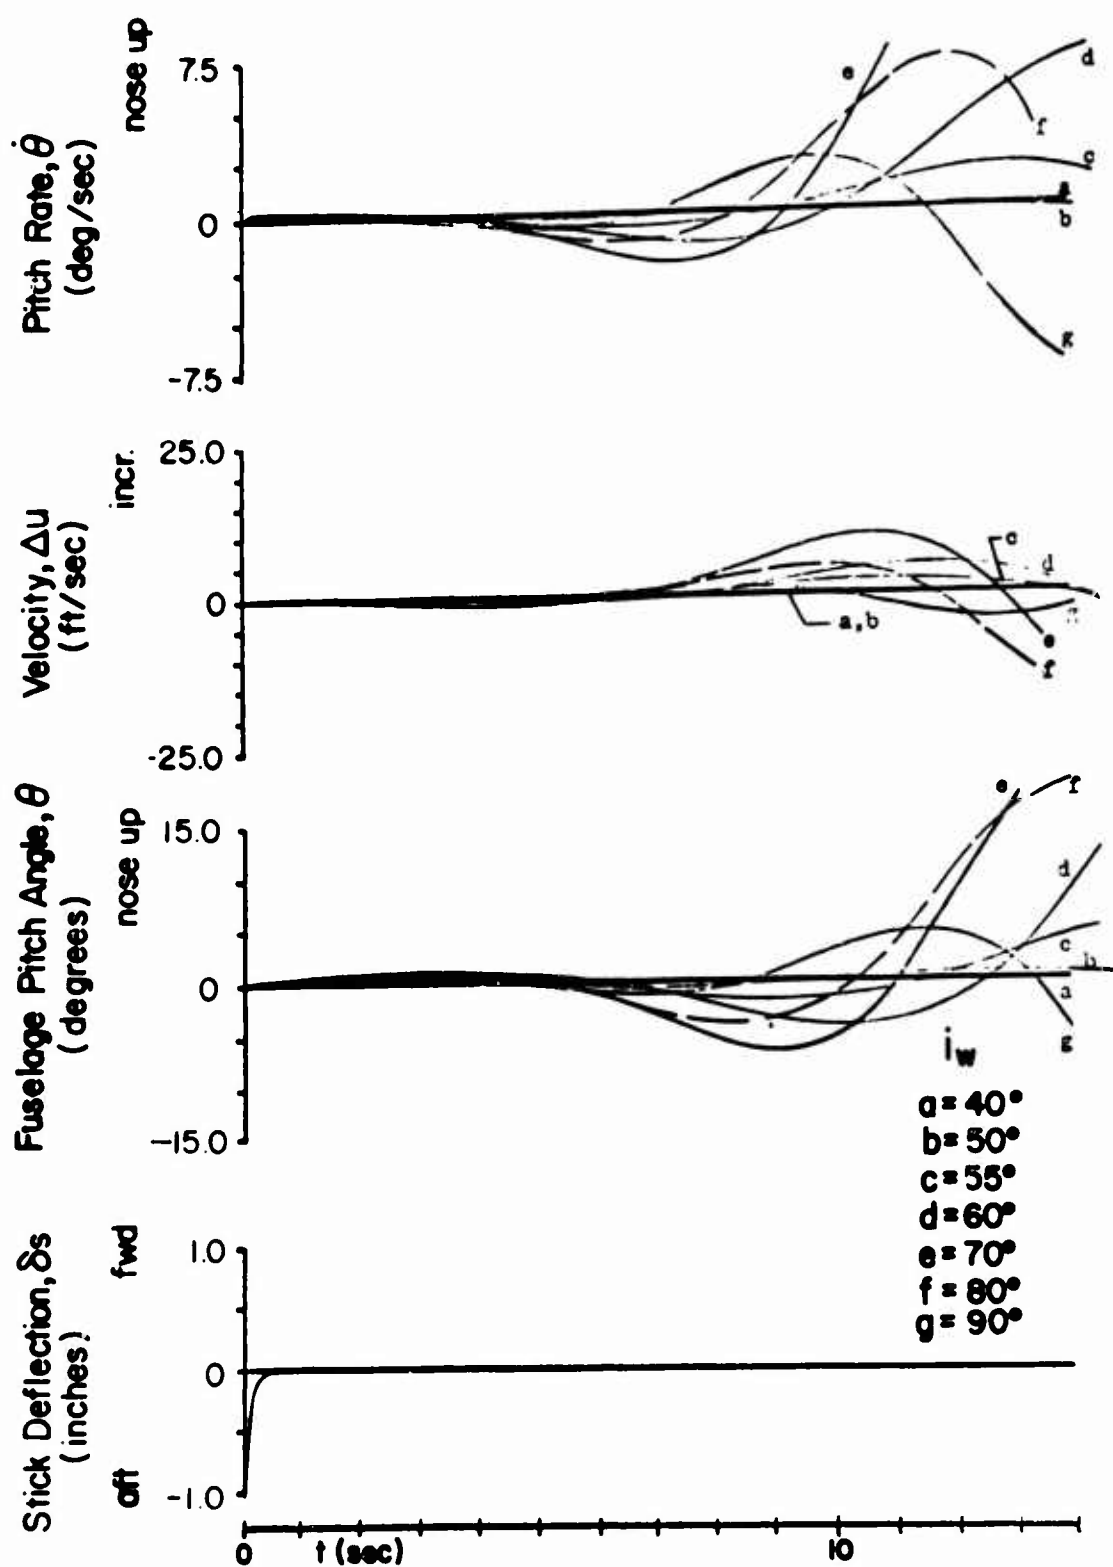 Pitch Rate, θ̇
(deg/sec)
nose up
7.5
0
-7.5
e
d
f
c
a
b
g
Velocity, Δu
(ft/sec)
incr.
25.0
0
-25.0
c
d
a,b
e
f
Fuselage Pitch Angle, θ
(degrees)
nose up
15.0
0
-15.0
e
f
d
c
b
a
g
iw
a = 40°
b = 50°
c = 55°
d = 60°
e = 70°
f = 80°
g = 90°
Stick Deflection, δs
(inches)
fwd
aft
1.0
0
-1.0
0
t (sec)
10